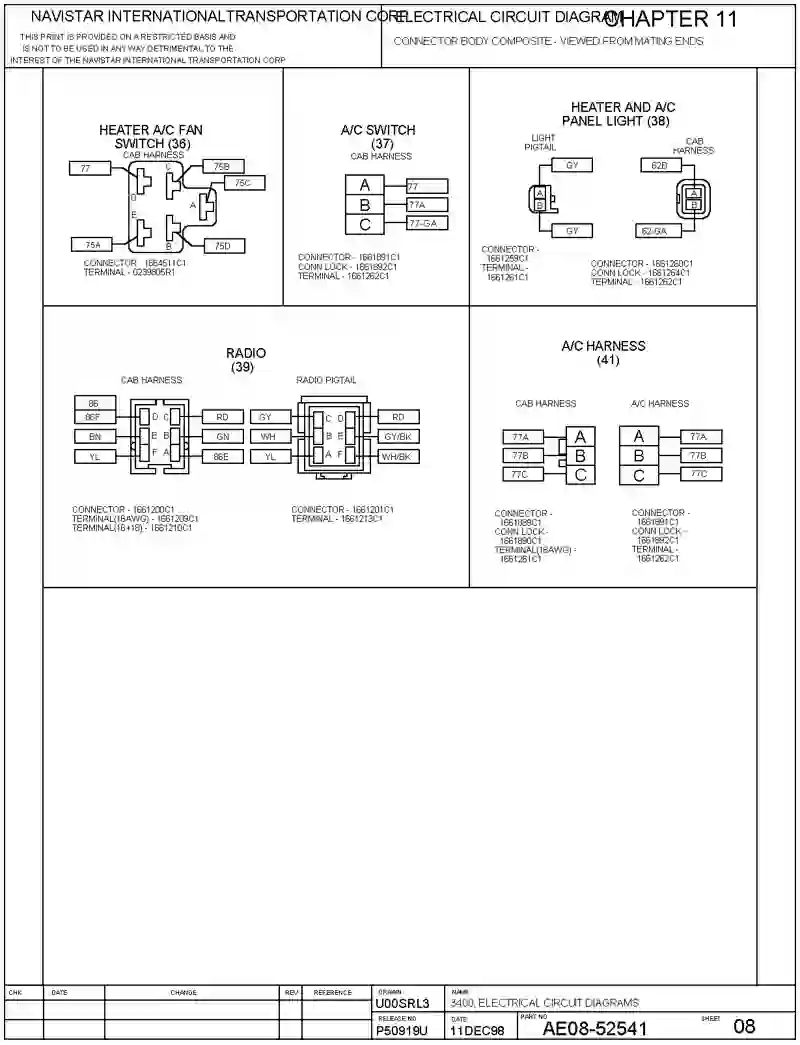 NAVISTAR INTERNATIONAL TRANSPORTATION CORP.
THIS PRINT IS PROVIDED ON A RESTRICTED BASIS AND
IS NOT TO BE USED IN ANY WAY DETRIMENTAL TO THE
INTEREST OF THE NAVISTAR INTERNATIONAL TRANSPORTATION CORP
ELECTRICAL CIRCUIT DIAGRAM
CHAPTER 11
CONNECTOR BODY COMPOSITE - VIEWED FROM MATING ENDS
HEATER A/C FAN
SWITCH (36)
CAB HARNESS
77
C
75B
75C
D
A
E
75A
B
75D
CONNECTOR 1664511C1
TERMINAL - 0239805R1
A/C SWITCH
(37)
CAB HARNESS
A 77
B 77A
C 77-GA
CONNECTOR - 1661891C1
CONN LOCK - 1661892C1
TERMINAL - 1661262C1
HEATER AND A/C
PANEL LIGHT (38)
LIGHT
PIGTAIL
GY
A
B
GY
CONNECTOR -
1661259C1
TERMINAL -
1661261C1
CAB
HARNESS
62B
A
B
62-GA
CONNECTOR - 1661260C1
CONN LOCK - 1661264C1
TERMINAL 1661262C1
RADIO
(39)
CAB HARNESS
86
86F D C RD
BN E B GN
YL F A 86E
CONNECTOR - 1661200C1
TERMINAL(16AWG) - 1661209C1
TERMINAL(16+18) - 1661210C1
RADIO PIGTAIL
GY C D RD
WH B E GY/BK
YL A F WH/BK
CONNECTOR - 1661201C1
TERMINAL - 1661213C1
A/C HARNESS
(41)
CAB HARNESS
77A A
77B B
77C C
CONNECTOR -
1661889C1
CONN LOCK -
1661890C1
TERMINAL(16AWG) -
1661261C1
A/C HARNESS
A 77A
B 77B
C 77C
CONNECTOR -
1661891C1
CONN LOCK -
1661892C1
TERMINAL -
1661262C1
CHK DATE CHANGE REV REFERENCE
DRAWN
U00SRL3
NAME
3400, ELECTRICAL CIRCUIT DIAGRAMS
RELEASE NO
P50919U
DATE
11DEC98
PART NO
AE08-52541
SHEET 08